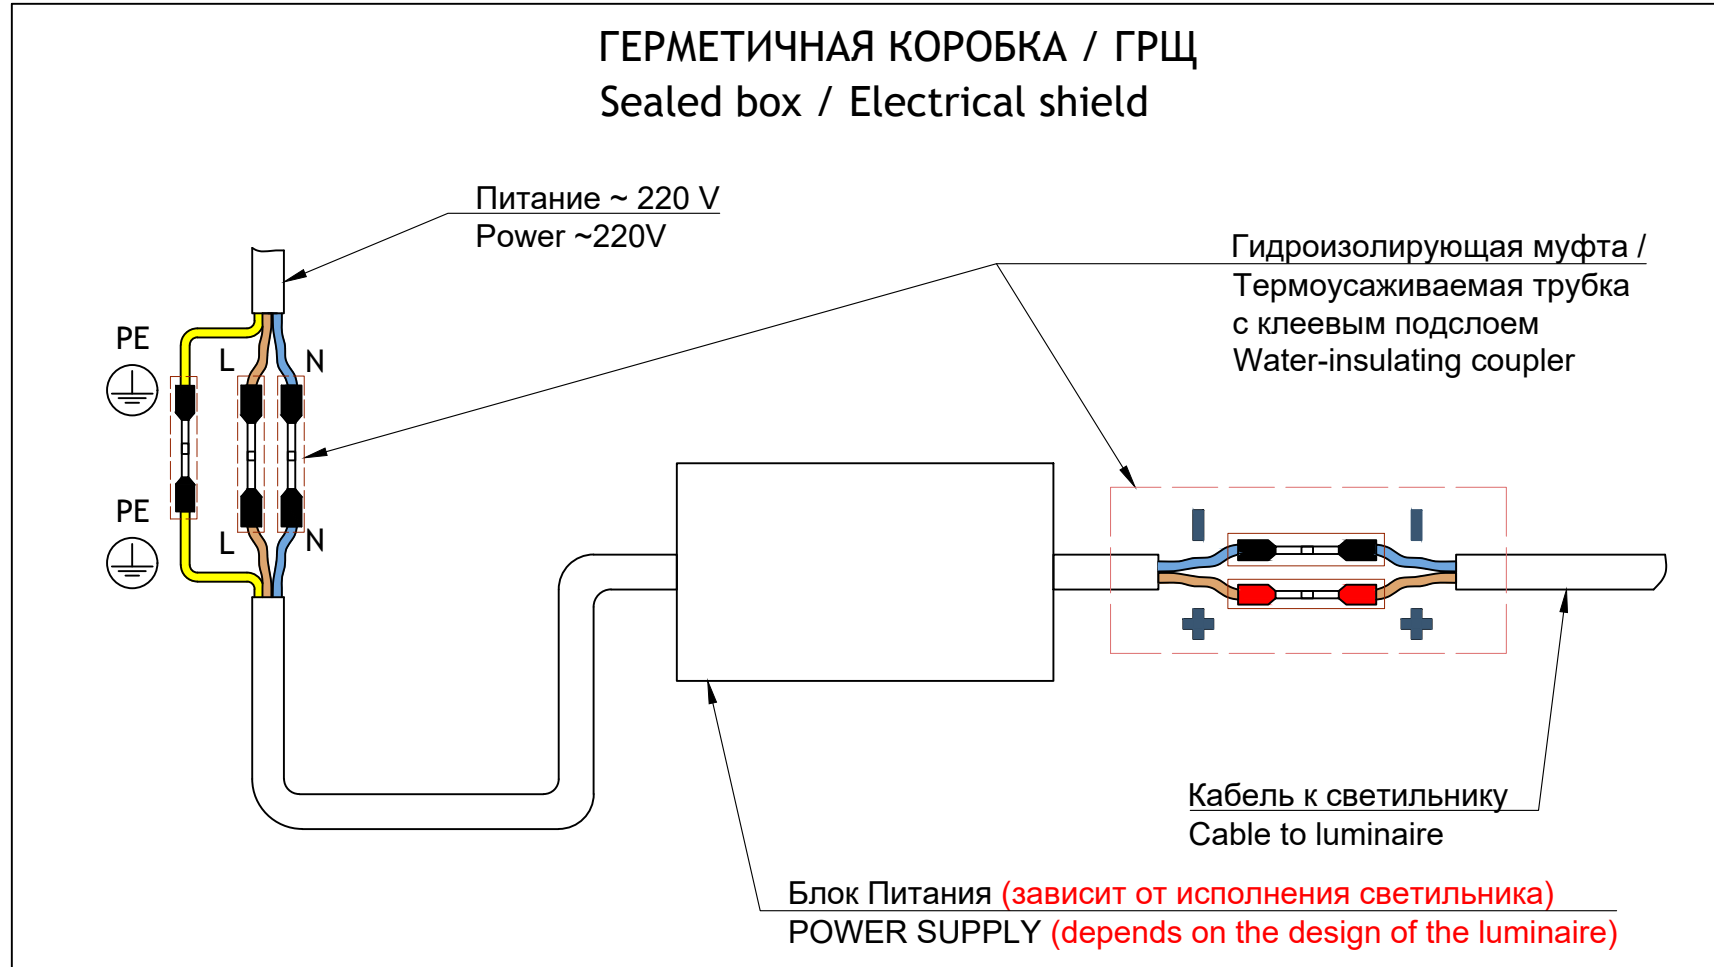 ГЕРМЕТИЧНАЯ КОРОБКА / ГРЩ
Sealed box / Electrical shield
Питание ~ 220 V
Power ~220V
Гидроизолирующая муфта /
Термоусаживаемая трубка
с клеевым подслоем
Water-insulating coupler
PE
L
N
PE
L
N
Кабель к светильнику
Cable to luminaire
Блок Питания (зависит от исполнения светильника)
POWER SUPPLY (depends on the design of the luminaire)